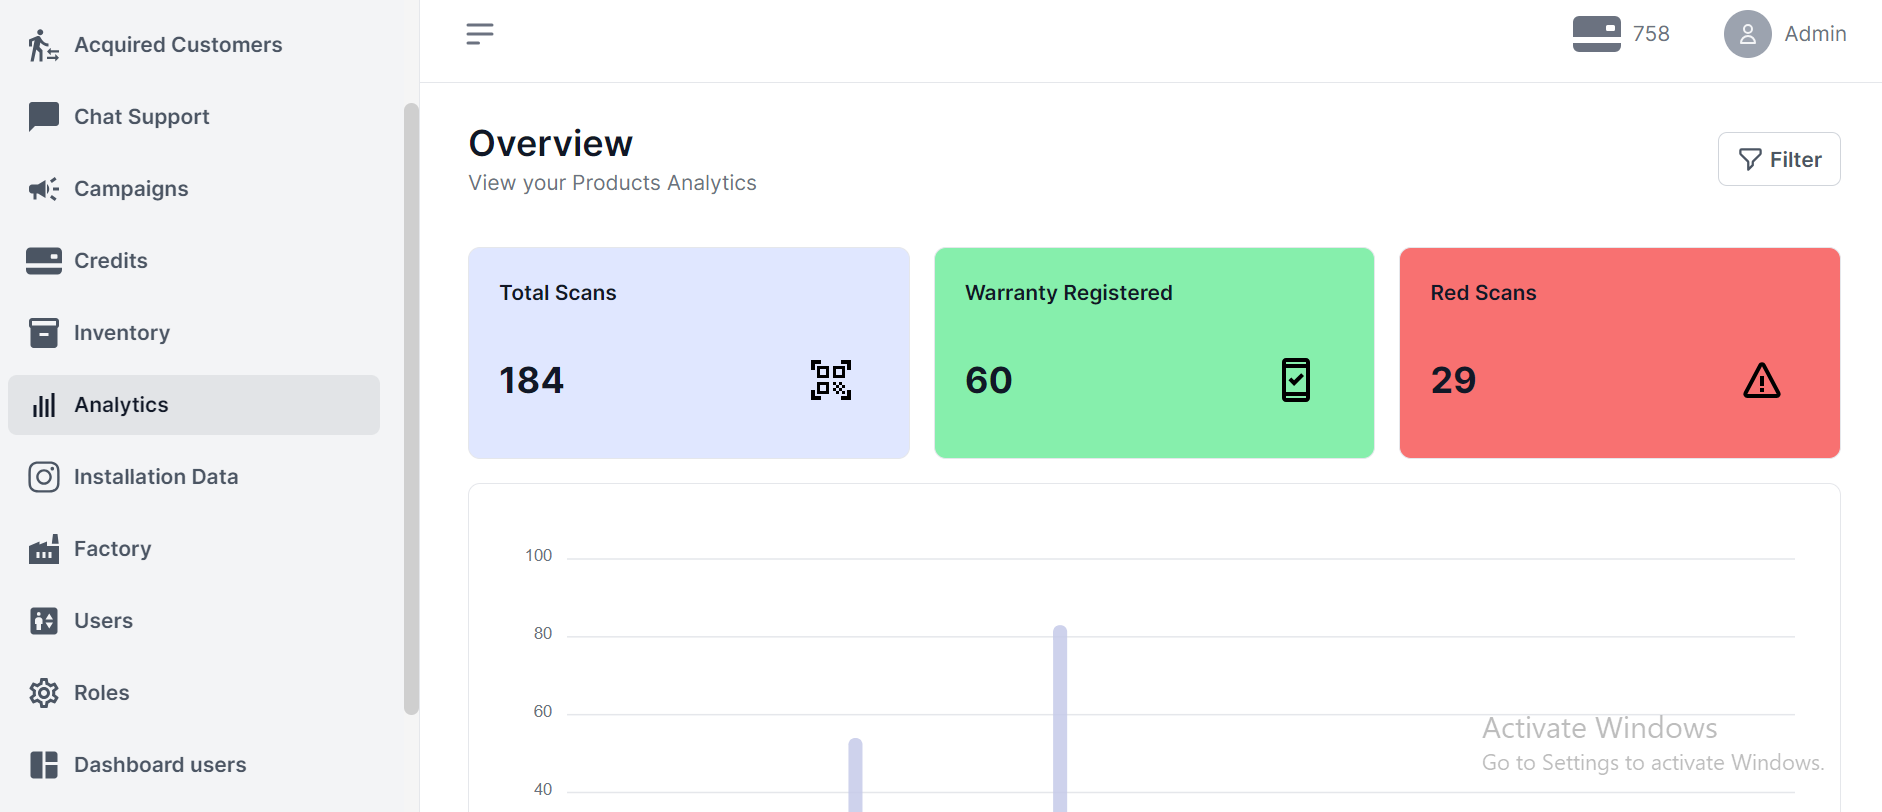 Acquired Customers
Chat Support
Campaigns
Credits
Inventory
Analytics
Installation Data
Factory
Users
Roles
Dashboard users
758
Admin
Overview
View your Products Analytics
Filter
Total Scans
184
Warranty Registered
60
Red Scans
29
100
80
60
40
Activate Windows
Go to Settings to activate Windows.